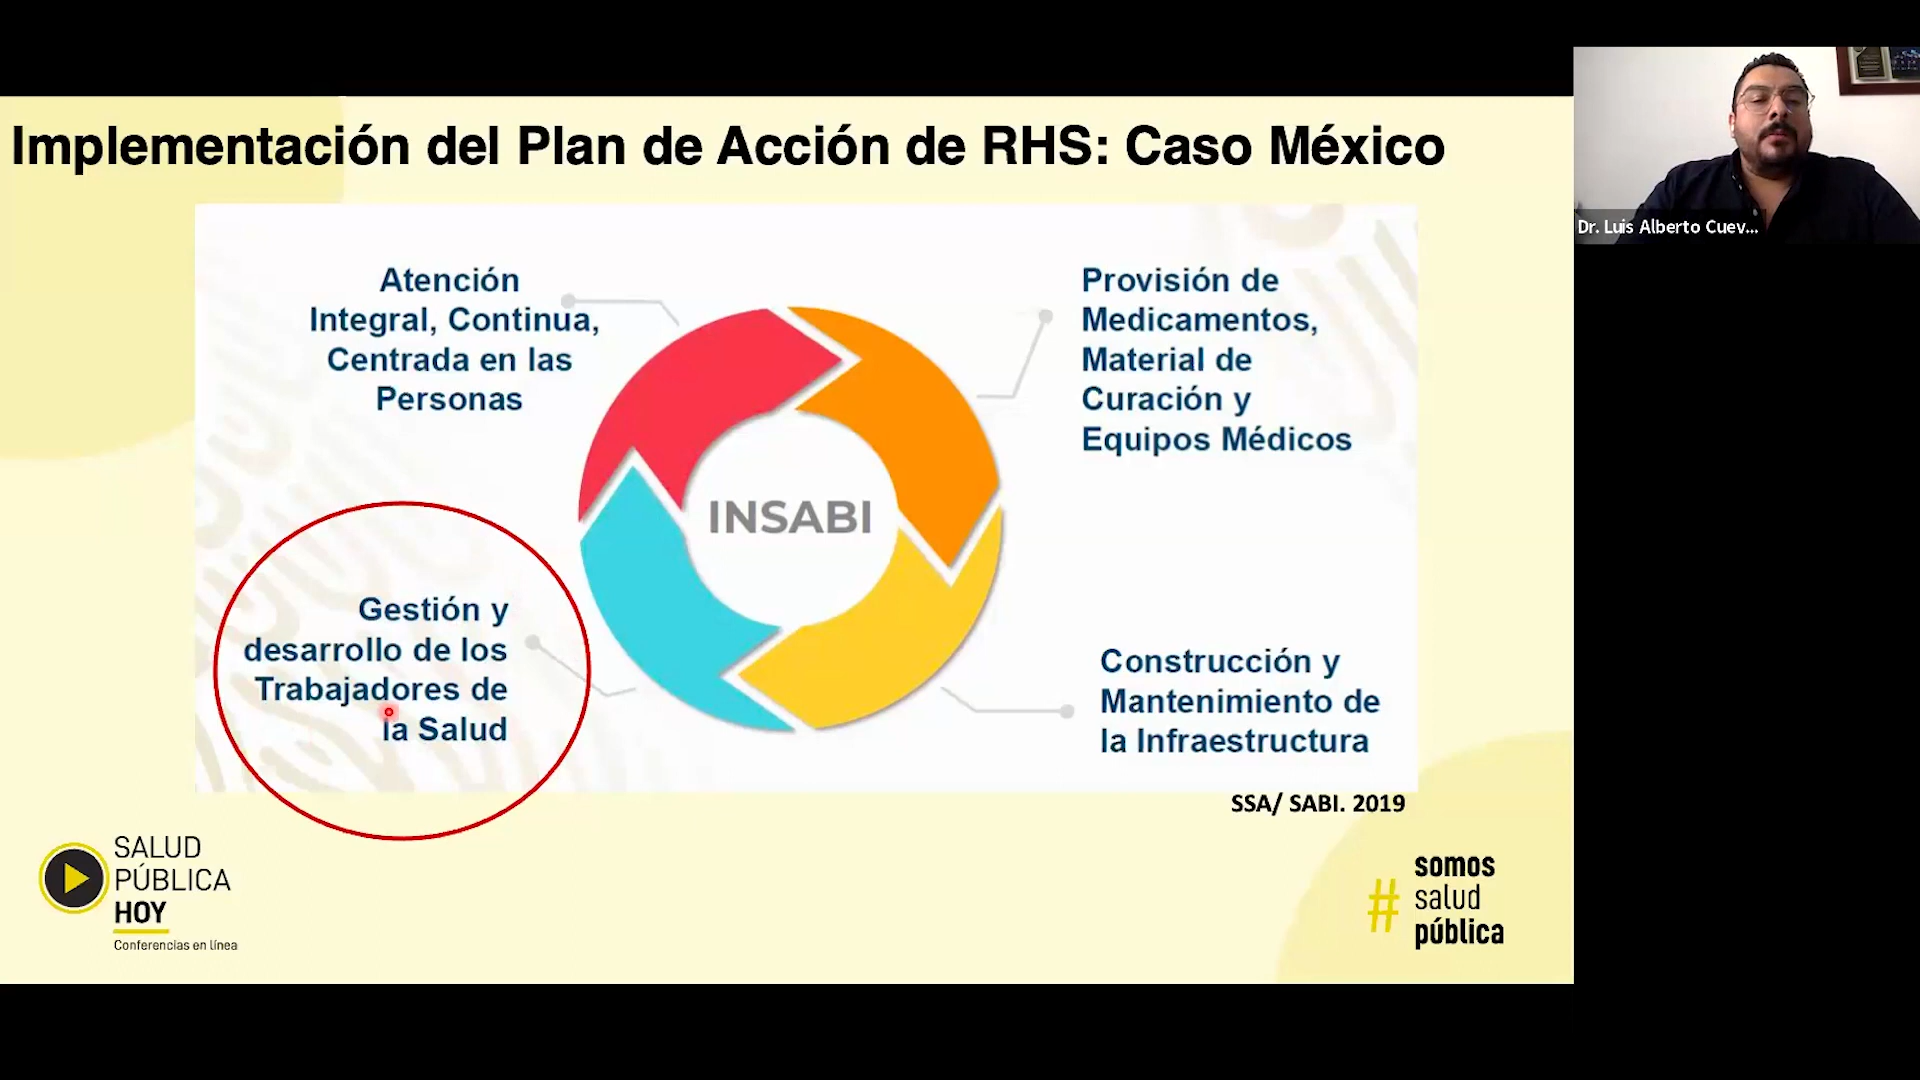 Implementación del Plan de Acción de RHS: Caso México
Dr. Luis Alberto Cuev...
Atención
Integral, Continua,
Centrada en las
Personas
Provisión de
Medicamentos,
Material de
Curación y
Equipos Médicos
INSABI
Gestión y
desarrollo de los
Trabajadores de
la Salud
Construcción y
Mantenimiento de
la Infraestructura
SSA/ SABI. 2019
SALUD
PÚBLICA
HOY
Conferencias en línea
#
somos
salud
pública